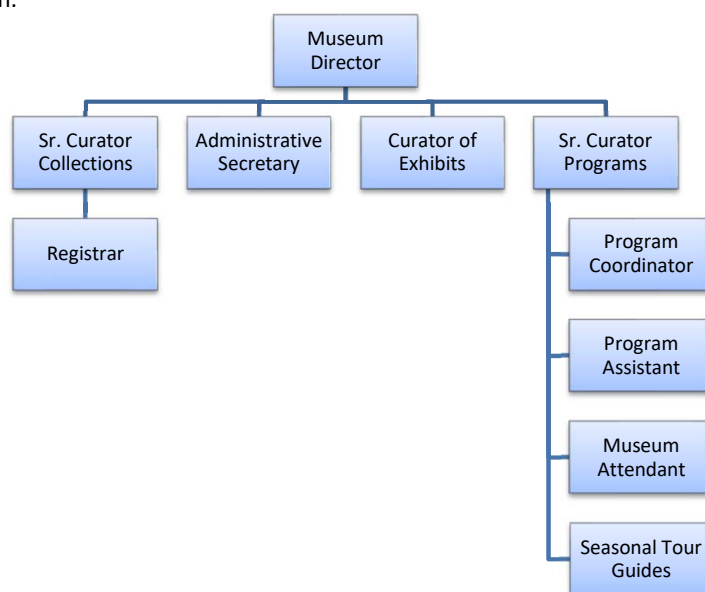 Museum
Director
Sr. Curator
Collections
Administrative
Secretary
Curator of
Exhibits
Sr. Curator
Programs
Registrar
Program
Coordinator
Program
Assistant
Museum
Attendant
Seasonal Tour
Guides